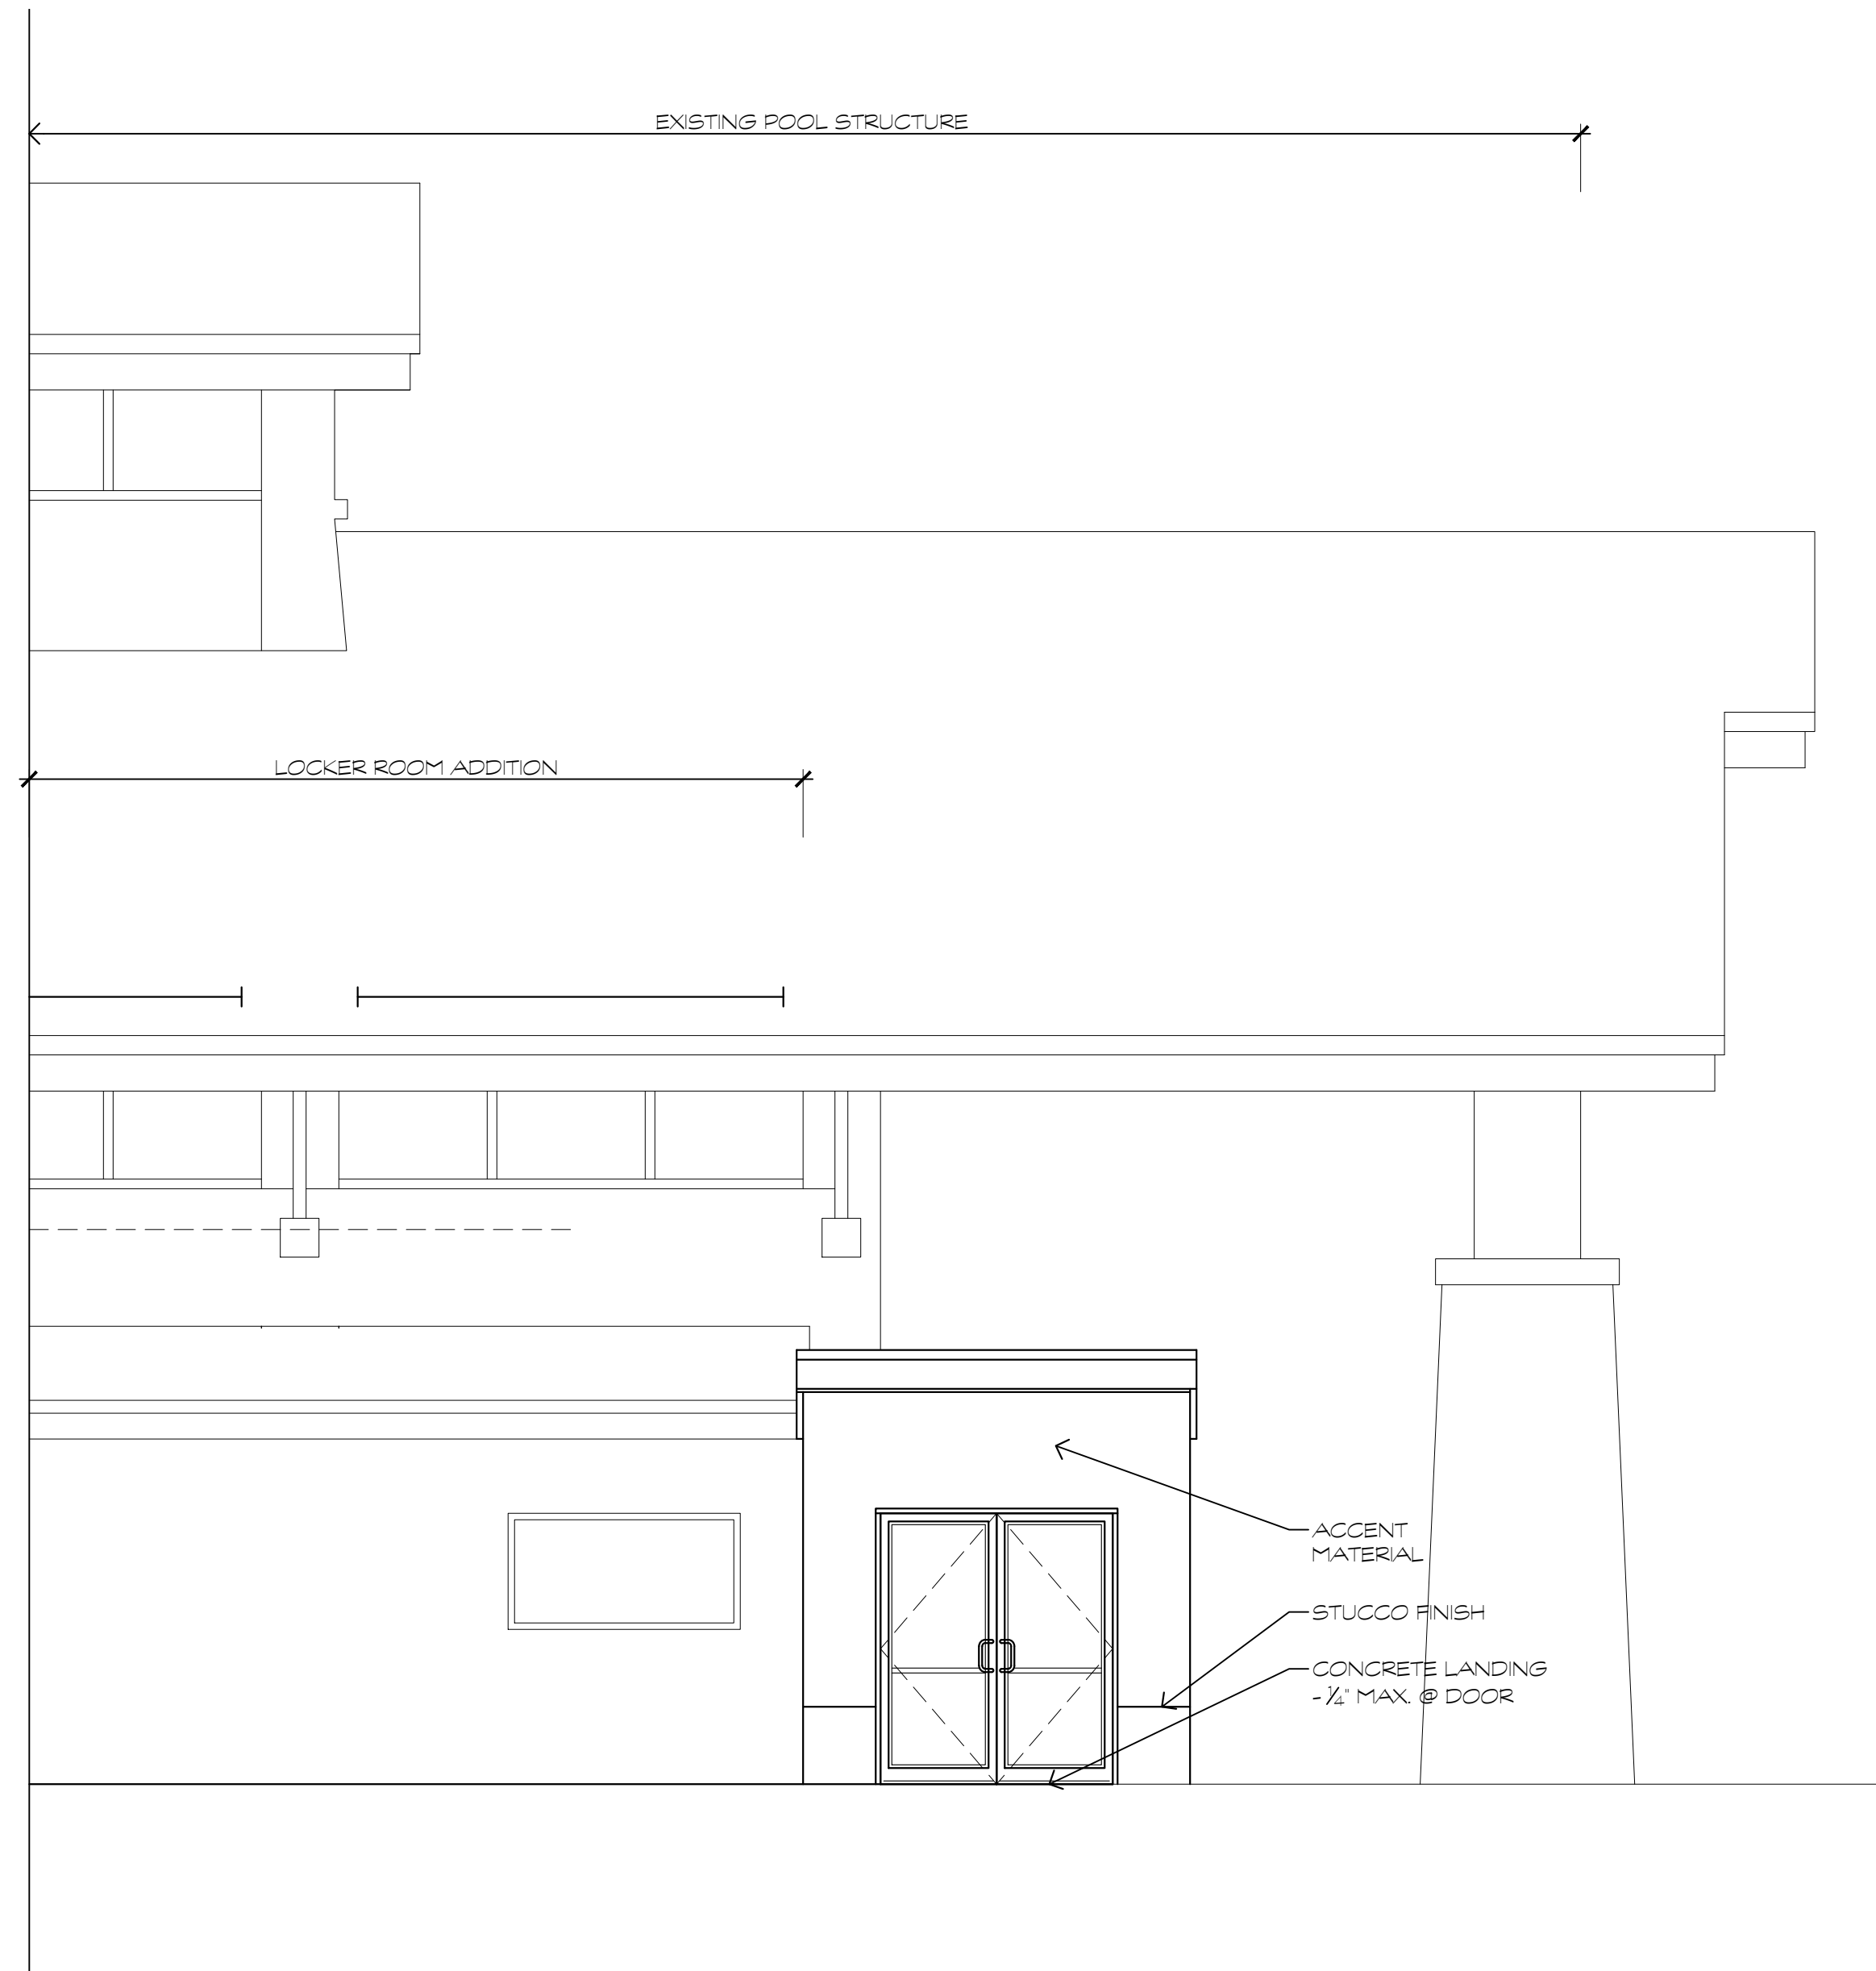 EXISTING POOL STRUCTURE
LOCKER ROOM ADDITION
ACCENT
MATERIAL
STUCCO FINISH
CONCRETE LANDING
- 1/4" MAX. @ DOOR